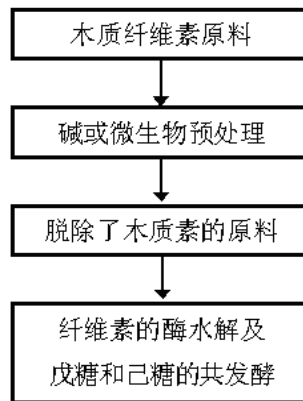 木质纤维素原料
碱或微生物预处理
脱除了木质素的原料
纤维素的酶水解及
戊糖和己糖的共发酵